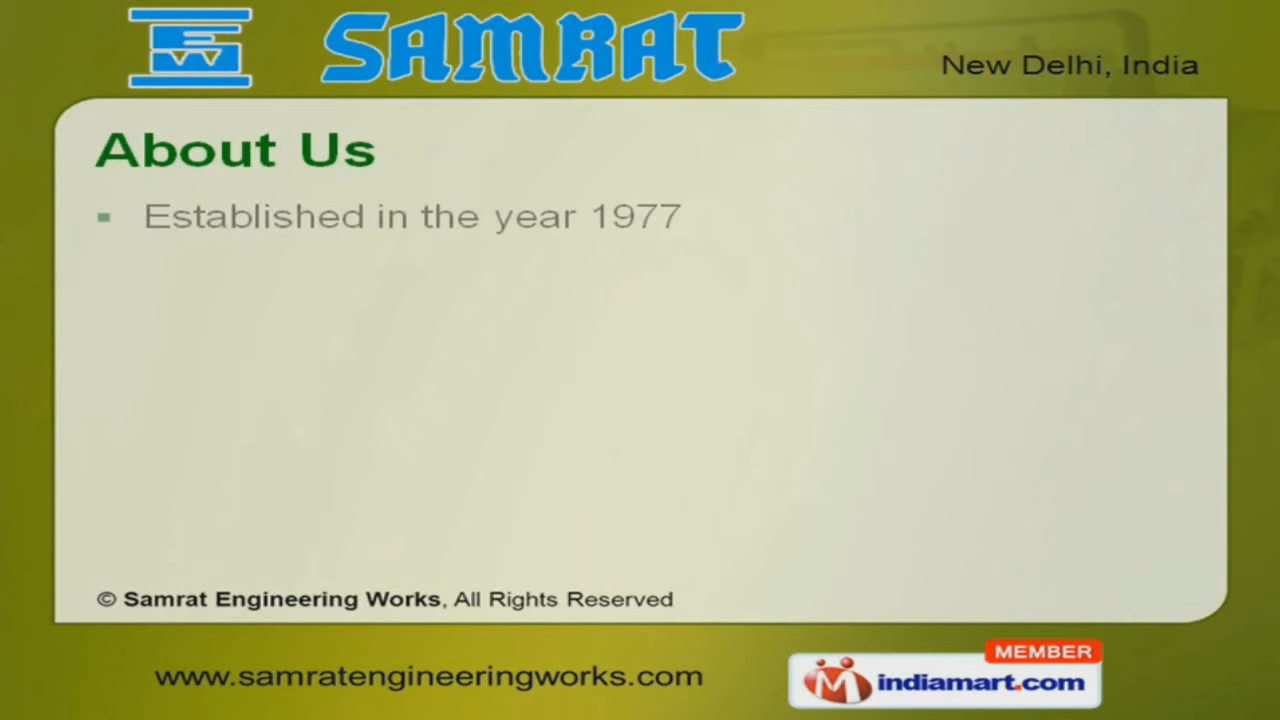 SAMRAT
New Delhi, India
About Us
▪ Established in the year 1977
© Samrat Engineering Works, All Rights Reserved
www.samratengineeringworks.com
MEMBER
indiamart.com